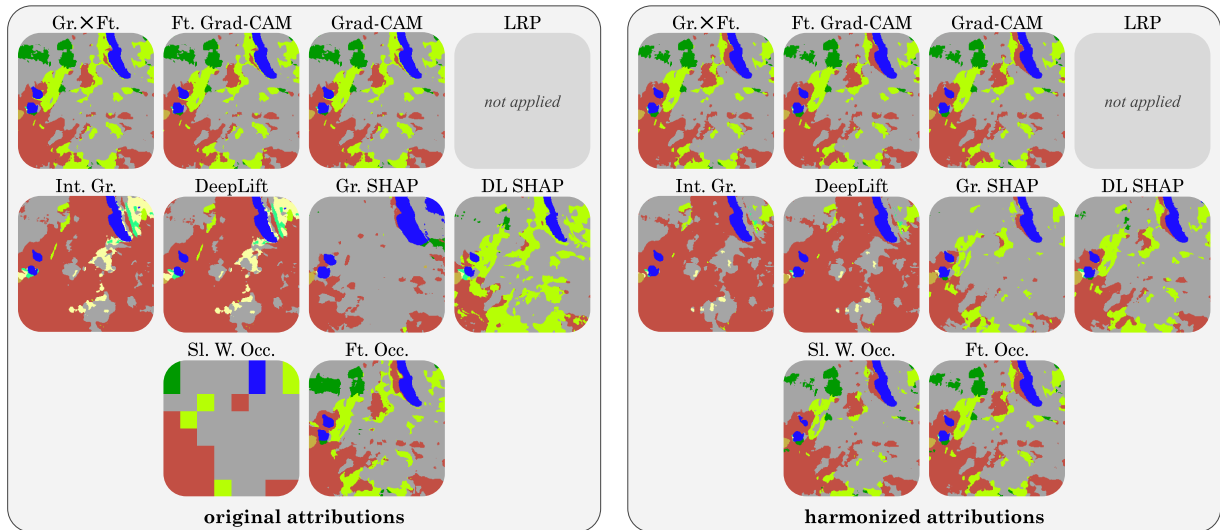 Gr.×Ft. Ft. Grad-CAM Grad-CAM LRP
not applied
Int. Gr. DeepLift Gr. SHAP DL SHAP
Sl. W. Occ. Ft. Occ.
original attributions
Gr.×Ft. Ft. Grad-CAM Grad-CAM LRP
not applied
Int. Gr. DeepLift Gr. SHAP DL SHAP
Sl. W. Occ. Ft. Occ.
harmonized attributions